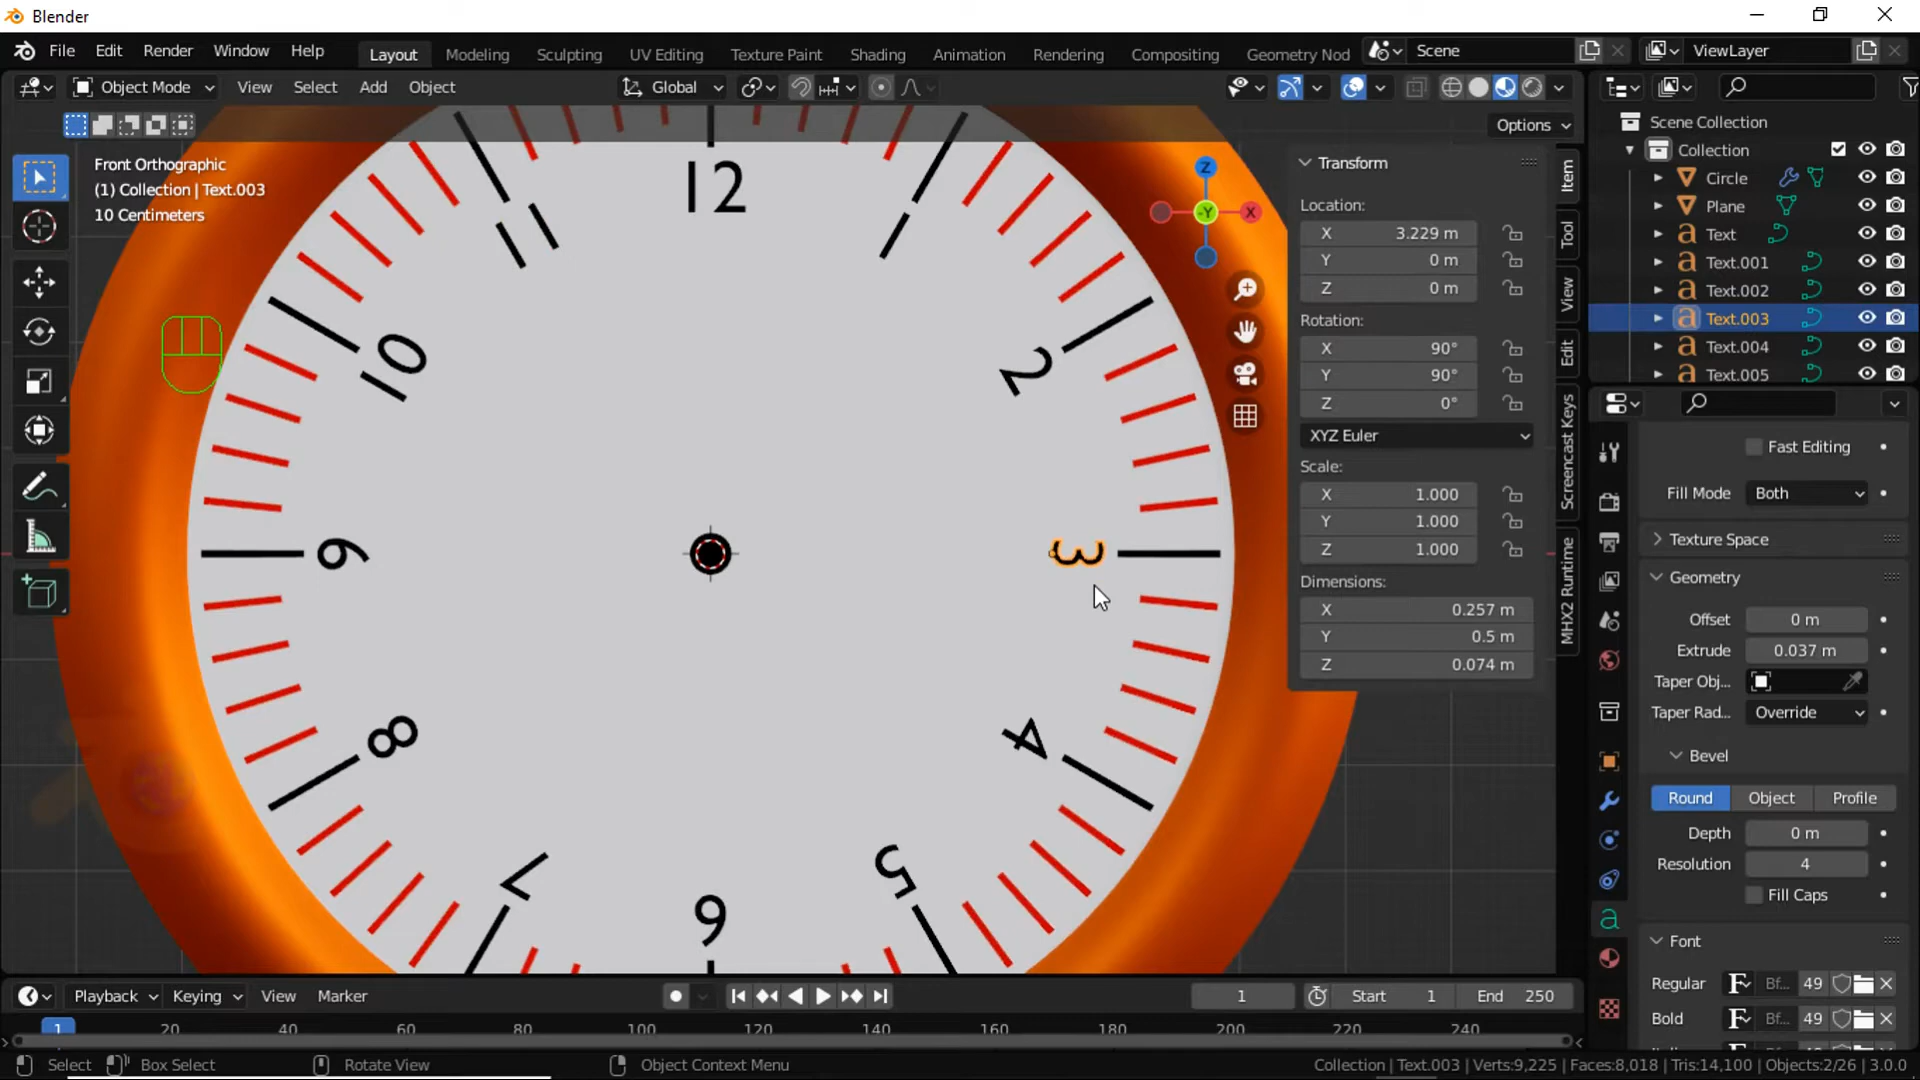 Blender
File Edit Render Window Help Layout Modeling Sculpting UV Editing Texture Paint Shading Animation Rendering Compositing Geometry Nod Scene ViewLayer
Object Mode View Select Add Object Global
Options
Front Orthographic
(1) Collection | Text.003
10 Centimeters
12
11
10
2
9
3
8
4
7
5
6
Z
X
-Y
Transform
Location:
X 3.229 m
Y 0 m
Z 0 m
Rotation:
X 90°
Y 90°
Z 0°
XYZ Euler
Scale:
X 1.000
Y 1.000
Z 1.000
Dimensions:
X 0.257 m
Y 0.5 m
Z 0.074 m
Item
Tool
View
Edit
Screencast Keys
MHX2 Runtime
Scene Collection
Collection
Circle
Plane
Text
Text.001
Text.002
Text.003
Text.004
Text.005
Fast Editing
Fill Mode Both
Texture Space
Geometry
Offset 0 m
Extrude 0.037 m
Taper Obj...
Taper Rad... Override
Bevel
Round Object Profile
Depth 0 m
Resolution 4
Fill Caps
Font
Regular Bf... 49
Bold Bf... 49
Playback Keying View Marker 1 Start 1 End 250
1 20 40 60 80 100 120 140 160 180 200 220 240
Select Box Select Rotate View Object Context Menu Collection | Text.003 | Verts:9,225 | Faces:8,018 | Tris:14,100 | Objects:2/26 | 3.0.0